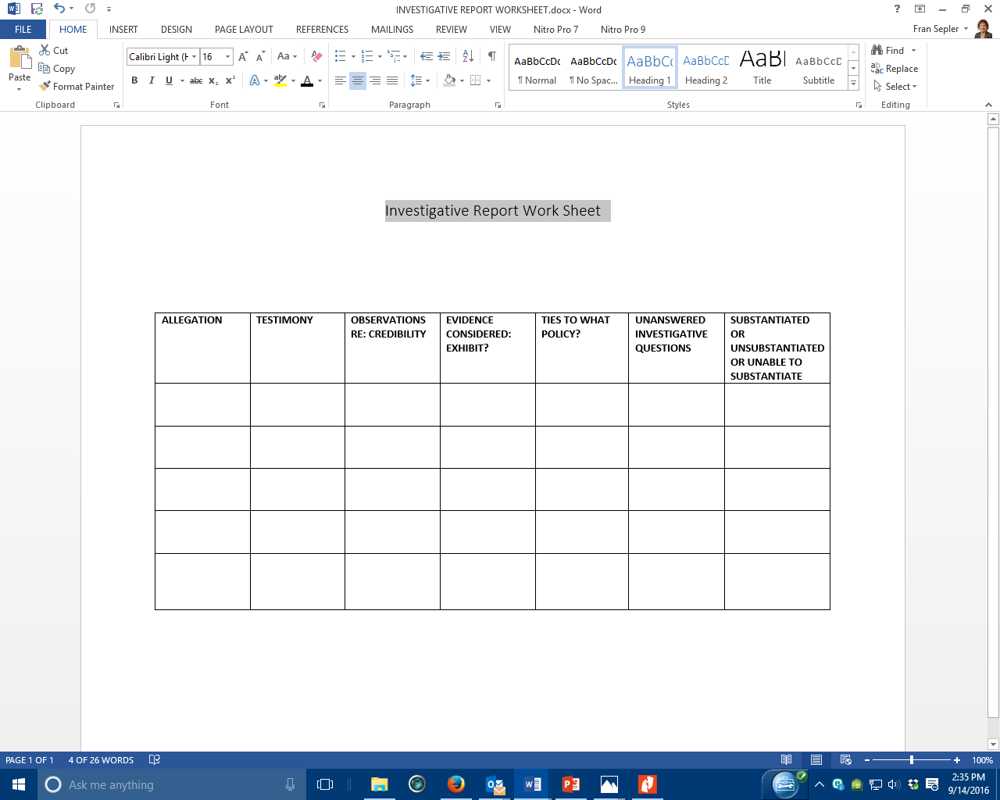 INVESTIGATIVE REPORT WORKSHEET.docx - Word
?
FILE HOME INSERT DESIGN PAGE LAYOUT REFERENCES MAILINGS REVIEW VIEW Nitro Pro 7 Nitro Pro 9
Fran Sepler
Paste
Cut
Copy
Format Painter
Clipboard
Calibri Light (H 16
Aa
B I U abc x₂ x²
A ab A
Font
Paragraph
AaBbCcDc AaBbCcDc AaBbC AaBbCcD AaB AaBbCcD
¶ Normal ¶ No Spac... Heading 1 Heading 2 Title Subtitle
Styles
Find
Replace
Select
Editing
Investigative Report Work Sheet
ALLEGATION
TESTIMONY
OBSERVATIONS
RE: CREDIBILITY
EVIDENCE
CONSIDERED:
EXHIBIT?
TIES TO WHAT
POLICY?
UNANSWERED
INVESTIGATIVE
QUESTIONS
SUBSTANTIATED
OR
UNSUBSTANTIATED
OR UNABLE TO
SUBSTANTIATE
PAGE 1 OF 1 4 OF 26 WORDS
100%
Ask me anything
2:35 PM
9/14/2016